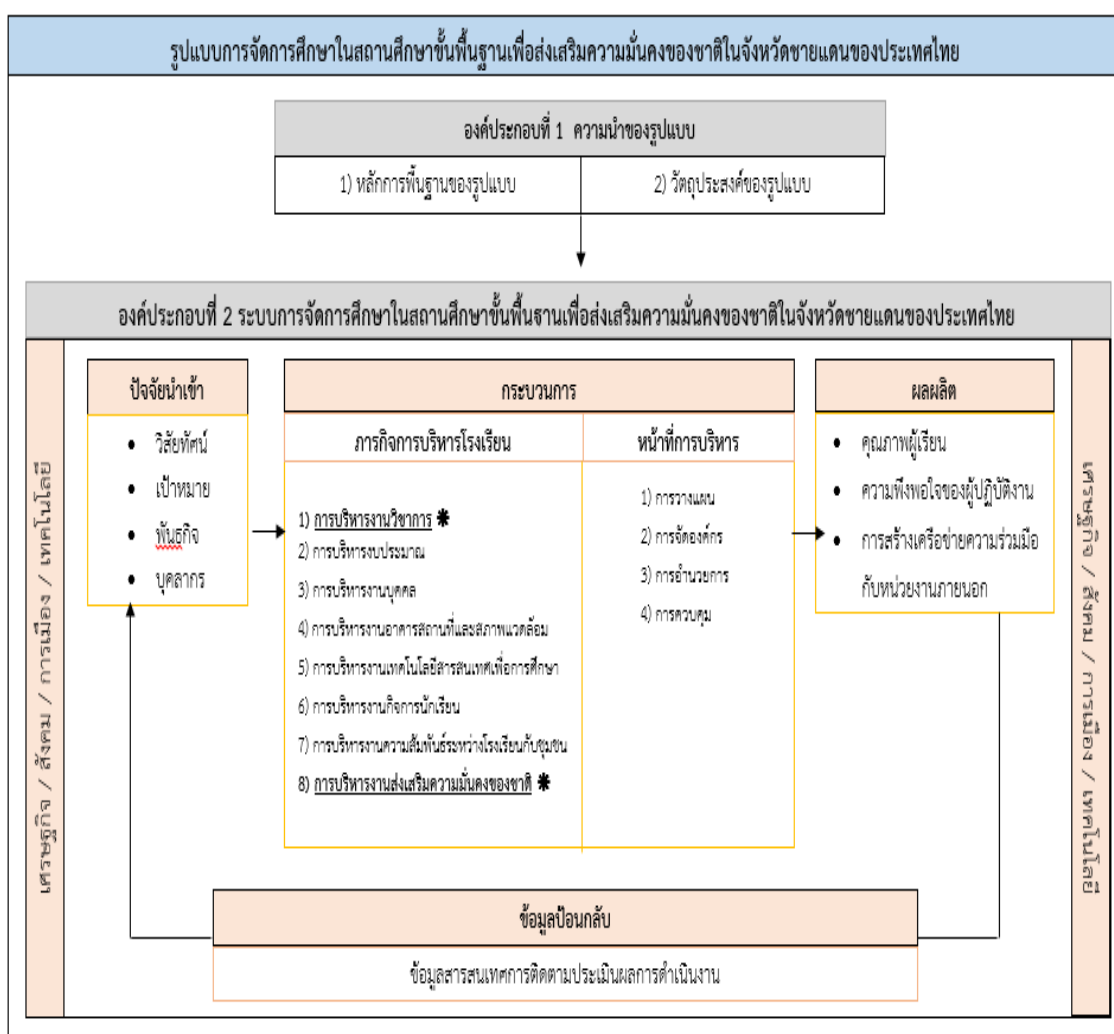 รูปแบบการจัดการศึกษาในสถานศึกษาขั้นพื้นฐานเพื่อส่งเสริมความมั่นคงของชาติในจังหวัดชายแดนของประเทศไทย
องค์ประกอบที่ 1 ความนำของรูปแบบ
1) หลักการพื้นฐานของรูปแบบ
2) วัตถุประสงค์ของรูปแบบ
องค์ประกอบที่ 2 ระบบการจัดการศึกษาในสถานศึกษาขั้นพื้นฐานเพื่อส่งเสริมความมั่นคงของชาติในจังหวัดชายแดนของประเทศไทย
เศรษฐกิจ / สังคม / การเมือง / เทคโนโลยี
ปัจจัยนำเข้า
• วิสัยทัศน์
• เป้าหมาย
• พันธกิจ
• บุคลากร
กระบวนการ
ภารกิจการบริหารโรงเรียน
1) การบริหารงานวิชาการ ✱
2) การบริหารงบประมาณ
3) การบริหารงานบุคคล
4) การบริหารงานอาคารสถานที่และสภาพแวดล้อม
5) การบริหารงานเทคโนโลยีสารสนเทศเพื่อการศึกษา
6) การบริหารงานกิจการนักเรียน
7) การบริหารงานความสัมพันธ์ระหว่างโรงเรียนกับชุมชน
8) การบริหารงานส่งเสริมความมั่นคงของชาติ ✱
หน้าที่การบริหาร
1) การวางแผน
2) การจัดองค์กร
3) การอำนวยการ
4) การควบคุม
ผลผลิต
• คุณภาพผู้เรียน
• ความพึงพอใจของผู้ปฏิบัติงาน
• การสร้างเครือข่ายความร่วมมือ
กับหน่วยงานภายนอก
เศรษฐกิจ / สังคม / การเมือง / เทคโนโลยี
ข้อมูลป้อนกลับ
ข้อมูลสารสนเทศการติดตามประเมินผลการดำเนินงาน